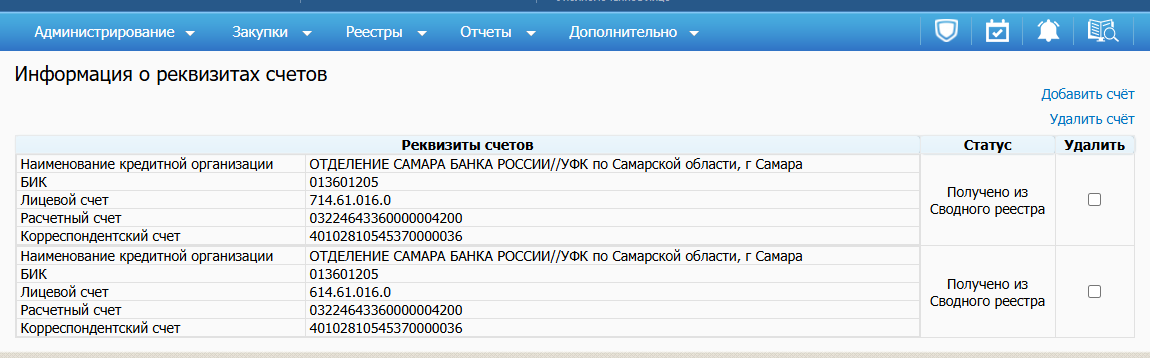 Администрирование Закупки Реестры Отчеты Дополнительно
Информация о реквизитах счетов
Добавить счёт
Удалить счёт
Реквизиты счетов Статус Удалить
Наименование кредитной организации ОТДЕЛЕНИЕ САМАРА БАНКА РОССИИ//УФК по Самарской области, г Самара
БИК 013601205
Лицевой счет 714.61.016.0
Расчетный счет 03224643360000004200
Корреспондентский счет 40102810545370000036
Получено из
Сводного реестра
Наименование кредитной организации ОТДЕЛЕНИЕ САМАРА БАНКА РОССИИ//УФК по Самарской области, г Самара
БИК 013601205
Лицевой счет 614.61.016.0
Расчетный счет 03224643360000004200
Корреспондентский счет 40102810545370000036
Получено из
Сводного реестра